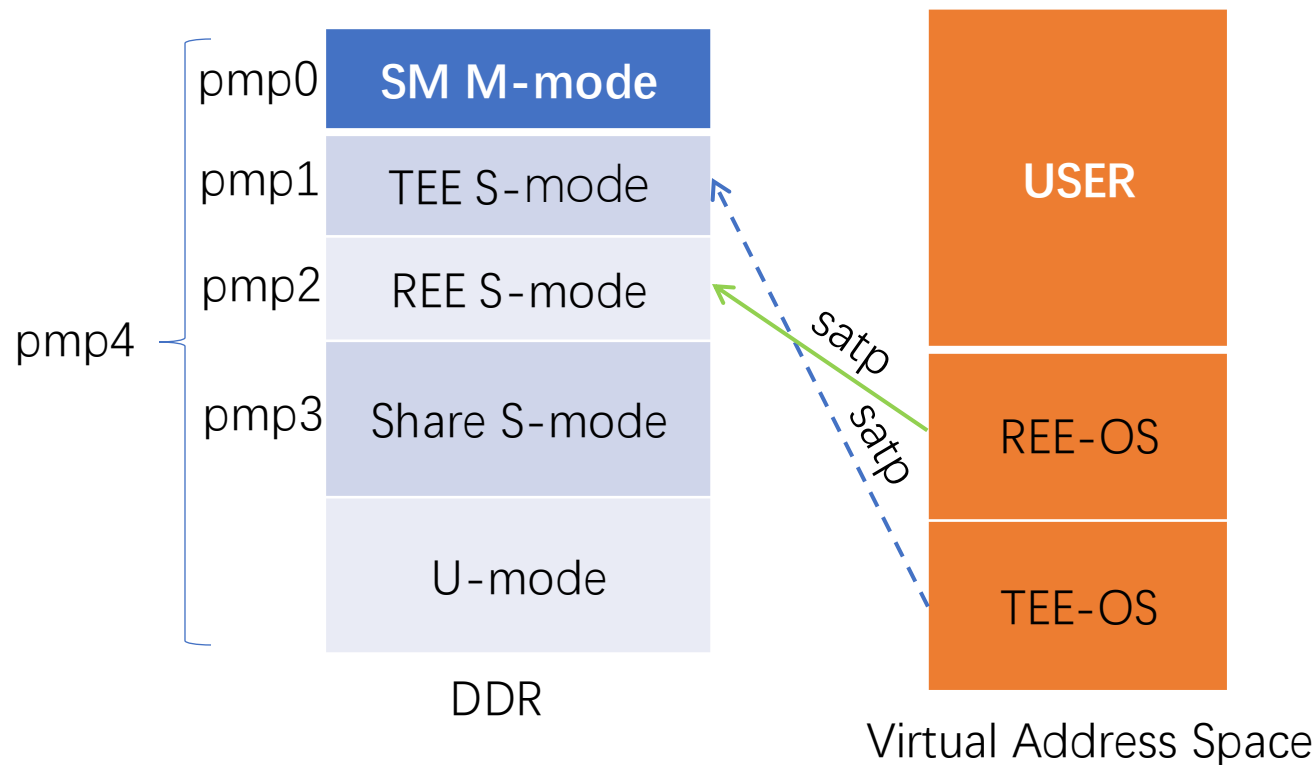 pmp0
SM M-mode
pmp1
TEE S-mode
USER
pmp2
REE S-mode
pmp4
satp
pmp3
Share S-mode
satp
REE-OS
U-mode
TEE-OS
DDR
Virtual Address Space